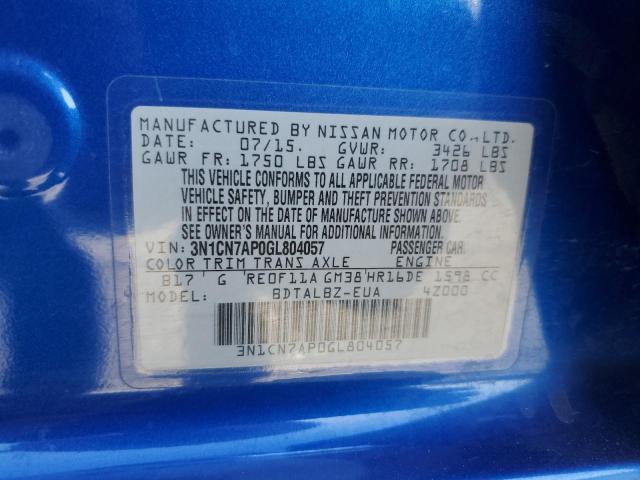 MANUFACTURED BY NISSAN MOTOR CO.,LTD.
DATE: 07/15. GVWR: 3426 LBS
GAWR FR: 1750 LBS GAWR RR: 1708 LBS
THIS VEHICLE CONFORMS TO ALL APPLICABLE FEDERAL MOTOR
VEHICLE SAFETY, BUMPER AND THEFT PREVENTION STANDARDS
IN EFFECT ON THE DATE OF MANUFACTURE SHOWN ABOVE.
SEE OWNER'S MANUAL FOR ADDITIONAL INFORMATION.
VIN: 3N1CN7AP0GL804057 PASSENGER CAR.
COLOR TRIM TRANS AXLE ENGINE
B17 G RE0F11A GM38 HR16DE 1598 CC
MODEL: BDTALBZ-EUA 4Z000
3N1CN7AP0GL804057